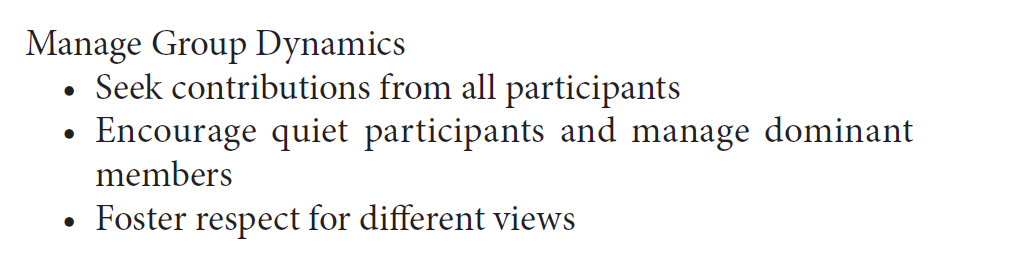 Manage Group Dynamics
• Seek contributions from all participants
• Encourage quiet participants and manage dominant
members
• Foster respect for different views